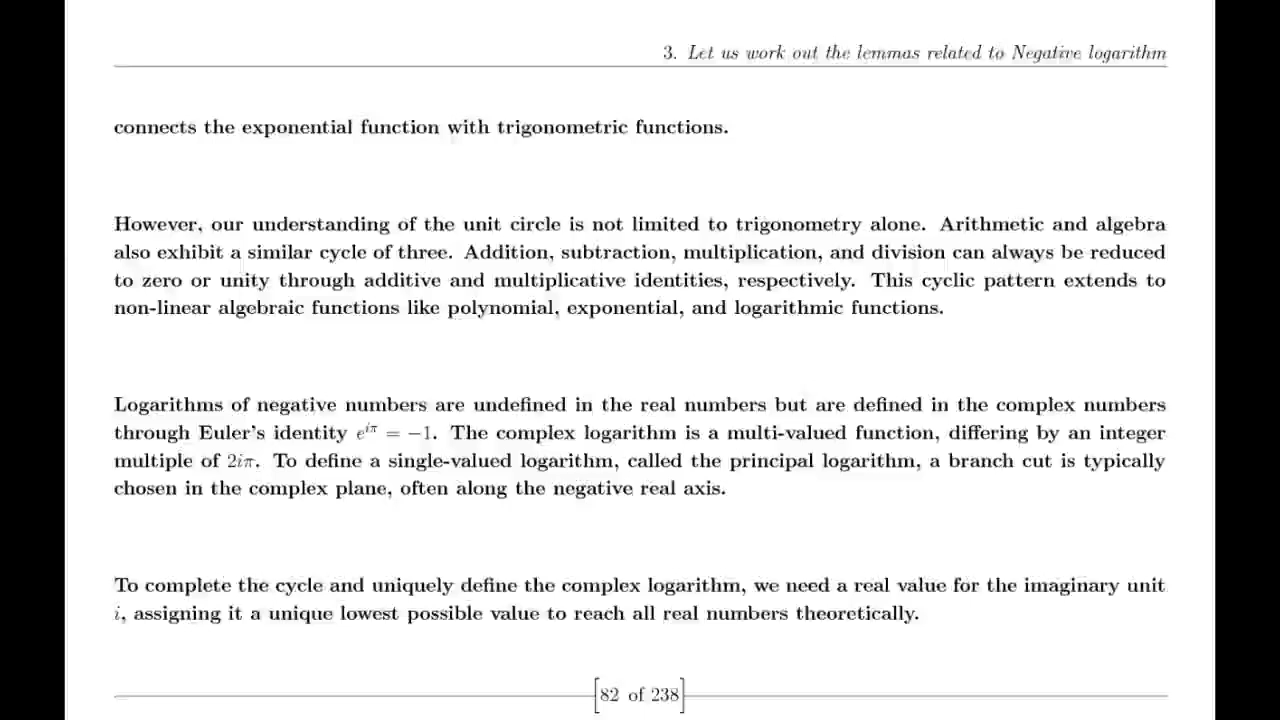 3. Let us work out the lemmas related to Negative logarithm
connects the exponential function with trigonometric functions.
However, our understanding of the unit circle is not limited to trigonometry alone. Arithmetic and algebra
also exhibit a similar cycle of three. Addition, subtraction, multiplication, and division can always be reduced
to zero or unity through additive and multiplicative identities, respectively. This cyclic pattern extends to
non-linear algebraic functions like polynomial, exponential, and logarithmic functions.
Logarithms of negative numbers are undefined in the real numbers but are defined in the complex numbers
through Euler's identity $e^{i\pi} = -1$. The complex logarithm is a multi-valued function, differing by an integer
multiple of $2i\pi$. To define a single-valued logarithm, called the principal logarithm, a branch cut is typically
chosen in the complex plane, often along the negative real axis.
To complete the cycle and uniquely define the complex logarithm, we need a real value for the imaginary unit
$i$, assigning it a unique lowest possible value to reach all real numbers theoretically.
[82 of 238]